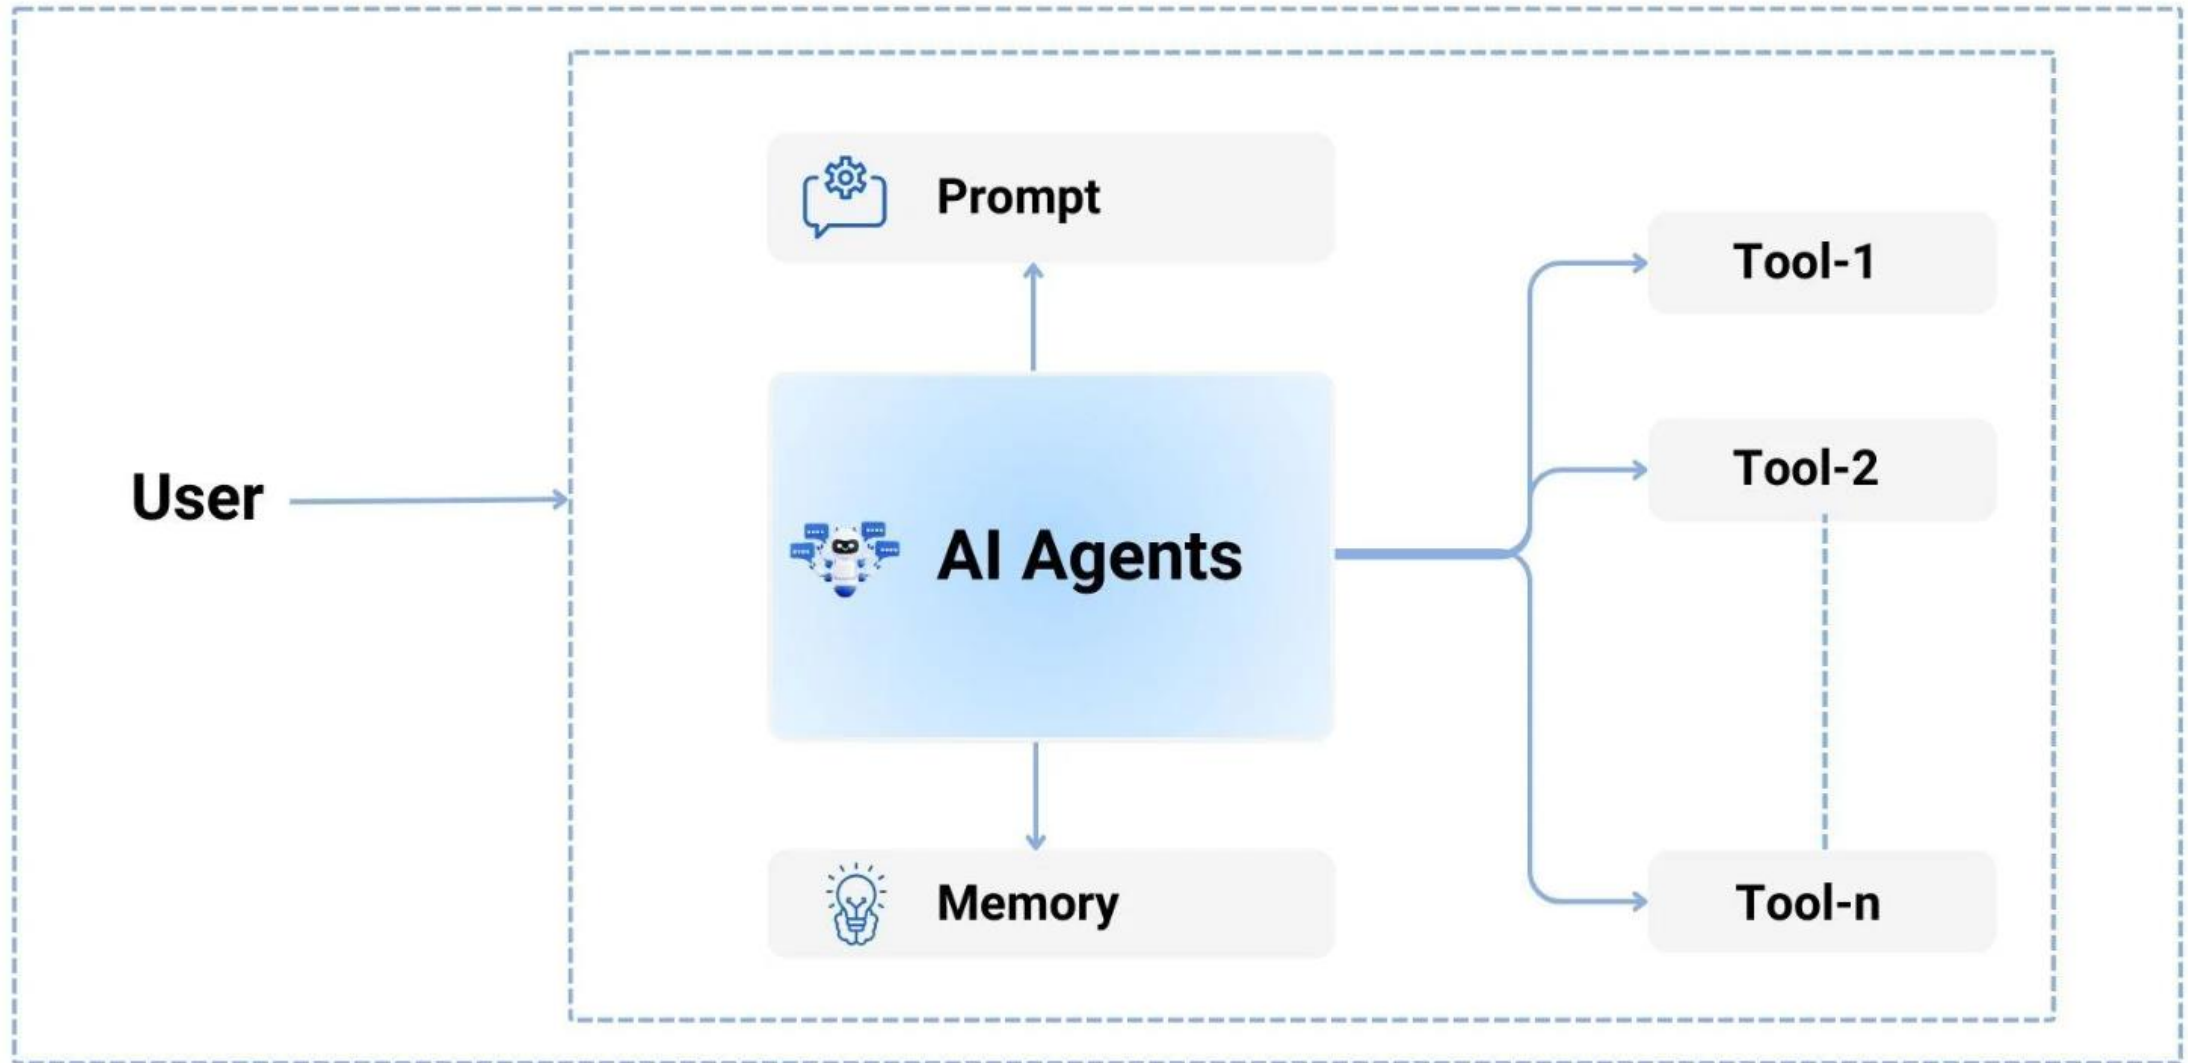 Prompt
Tool-1
Tool-2
User
AI Agents
Memory
Tool-n